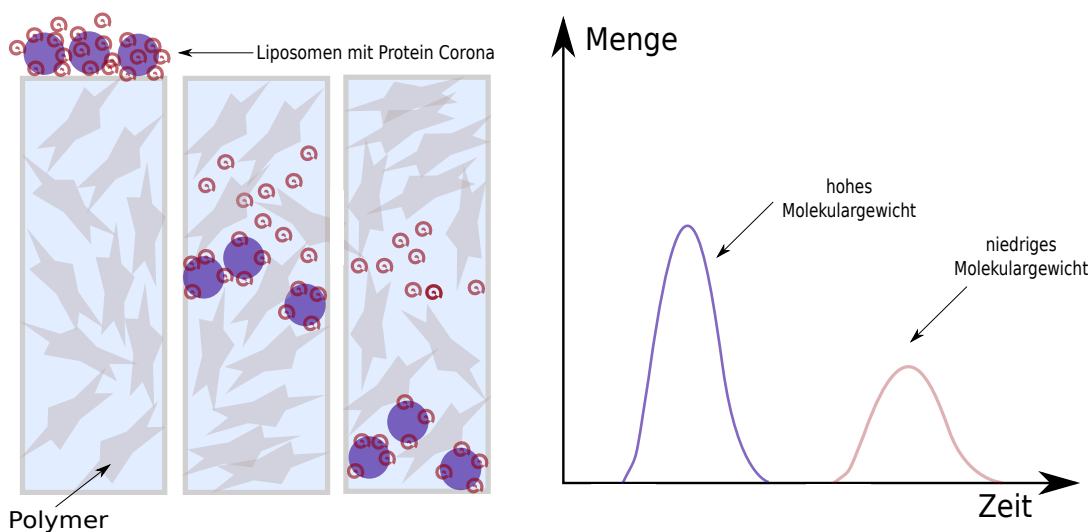 Liposomen mit Protein Corona
Polymer
Menge
hohes
Molekulargewicht
niedriges
Molekulargewicht
Zeit